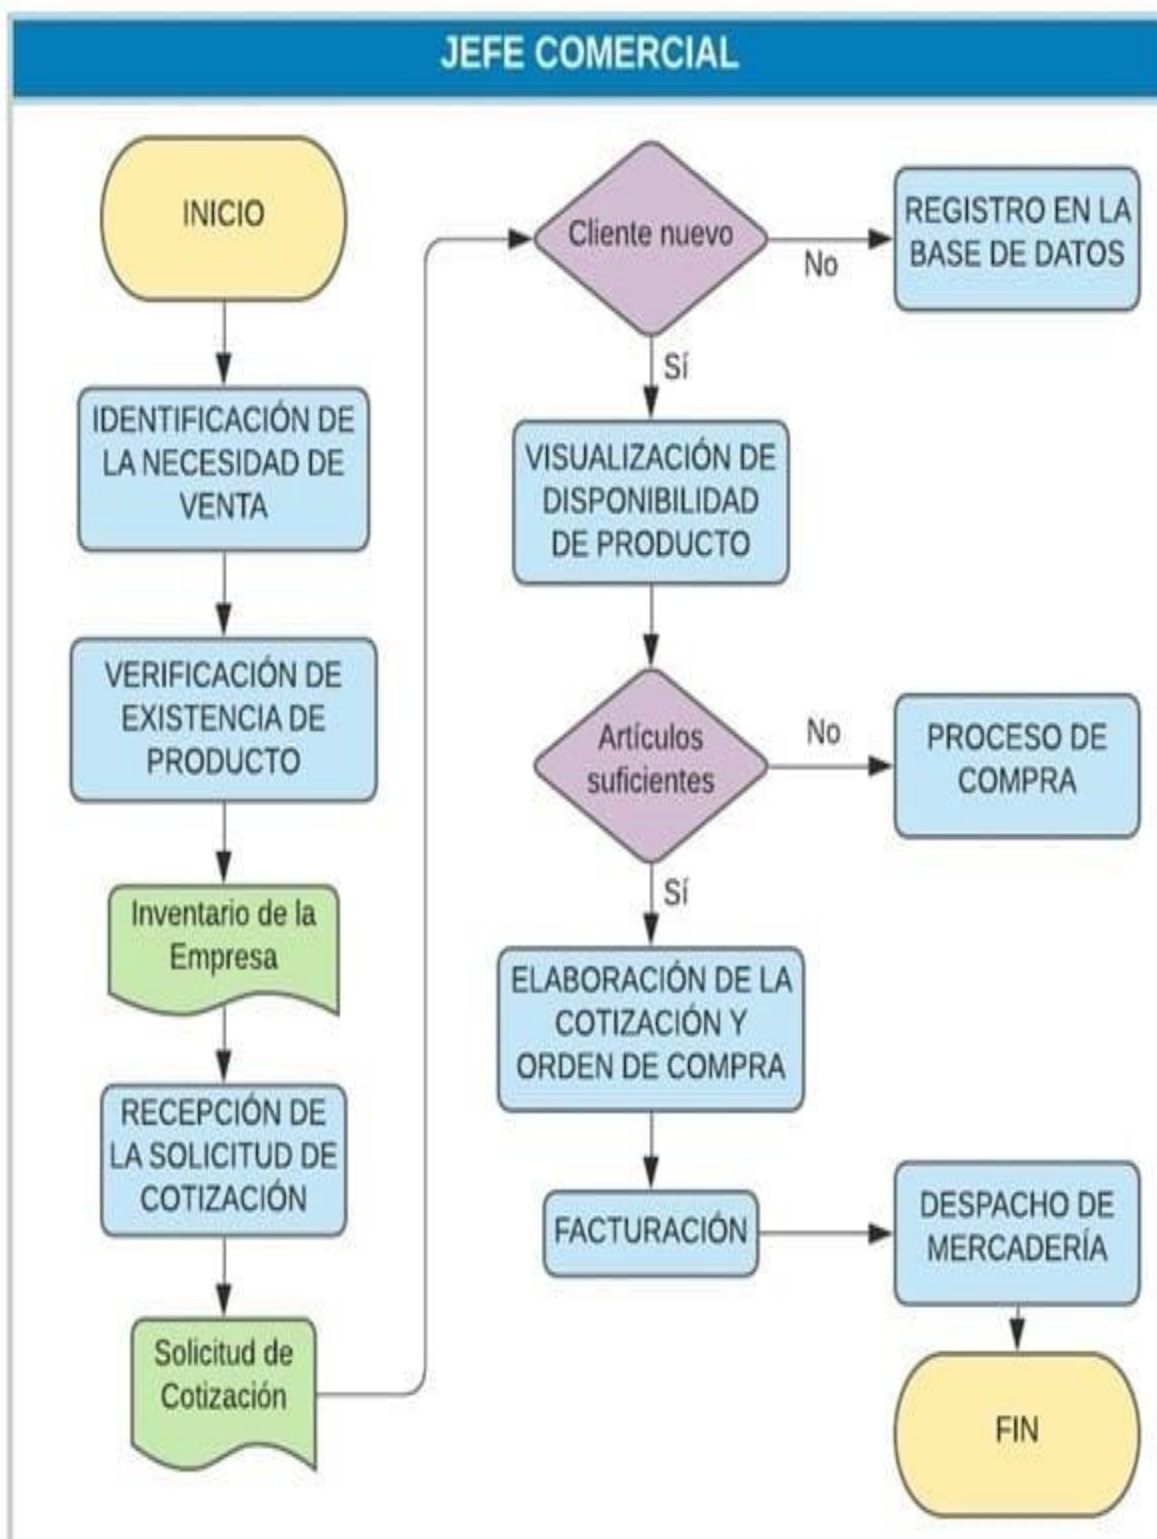 JEFE COMERCIAL
INICIO
IDENTIFICACIÓN DE
LA NECESIDAD DE
VENTA
VERIFICACIÓN DE
EXISTENCIA DE
PRODUCTO
Inventario de la
Empresa
RECEPCIÓN DE
LA SOLICITUD DE
COTIZACIÓN
Solicitud de
Cotización
Cliente nuevo
No
REGISTRO EN LA
BASE DE DATOS
Sí
VISUALIZACIÓN DE
DISPONIBILIDAD
DE PRODUCTO
Artículos
suficientes
No
PROCESO DE
COMPRA
Sí
ELABORACIÓN DE LA
COTIZACIÓN Y
ORDEN DE COMPRA
FACTURACIÓN
DESPACHO DE
MERCADERÍA
FIN